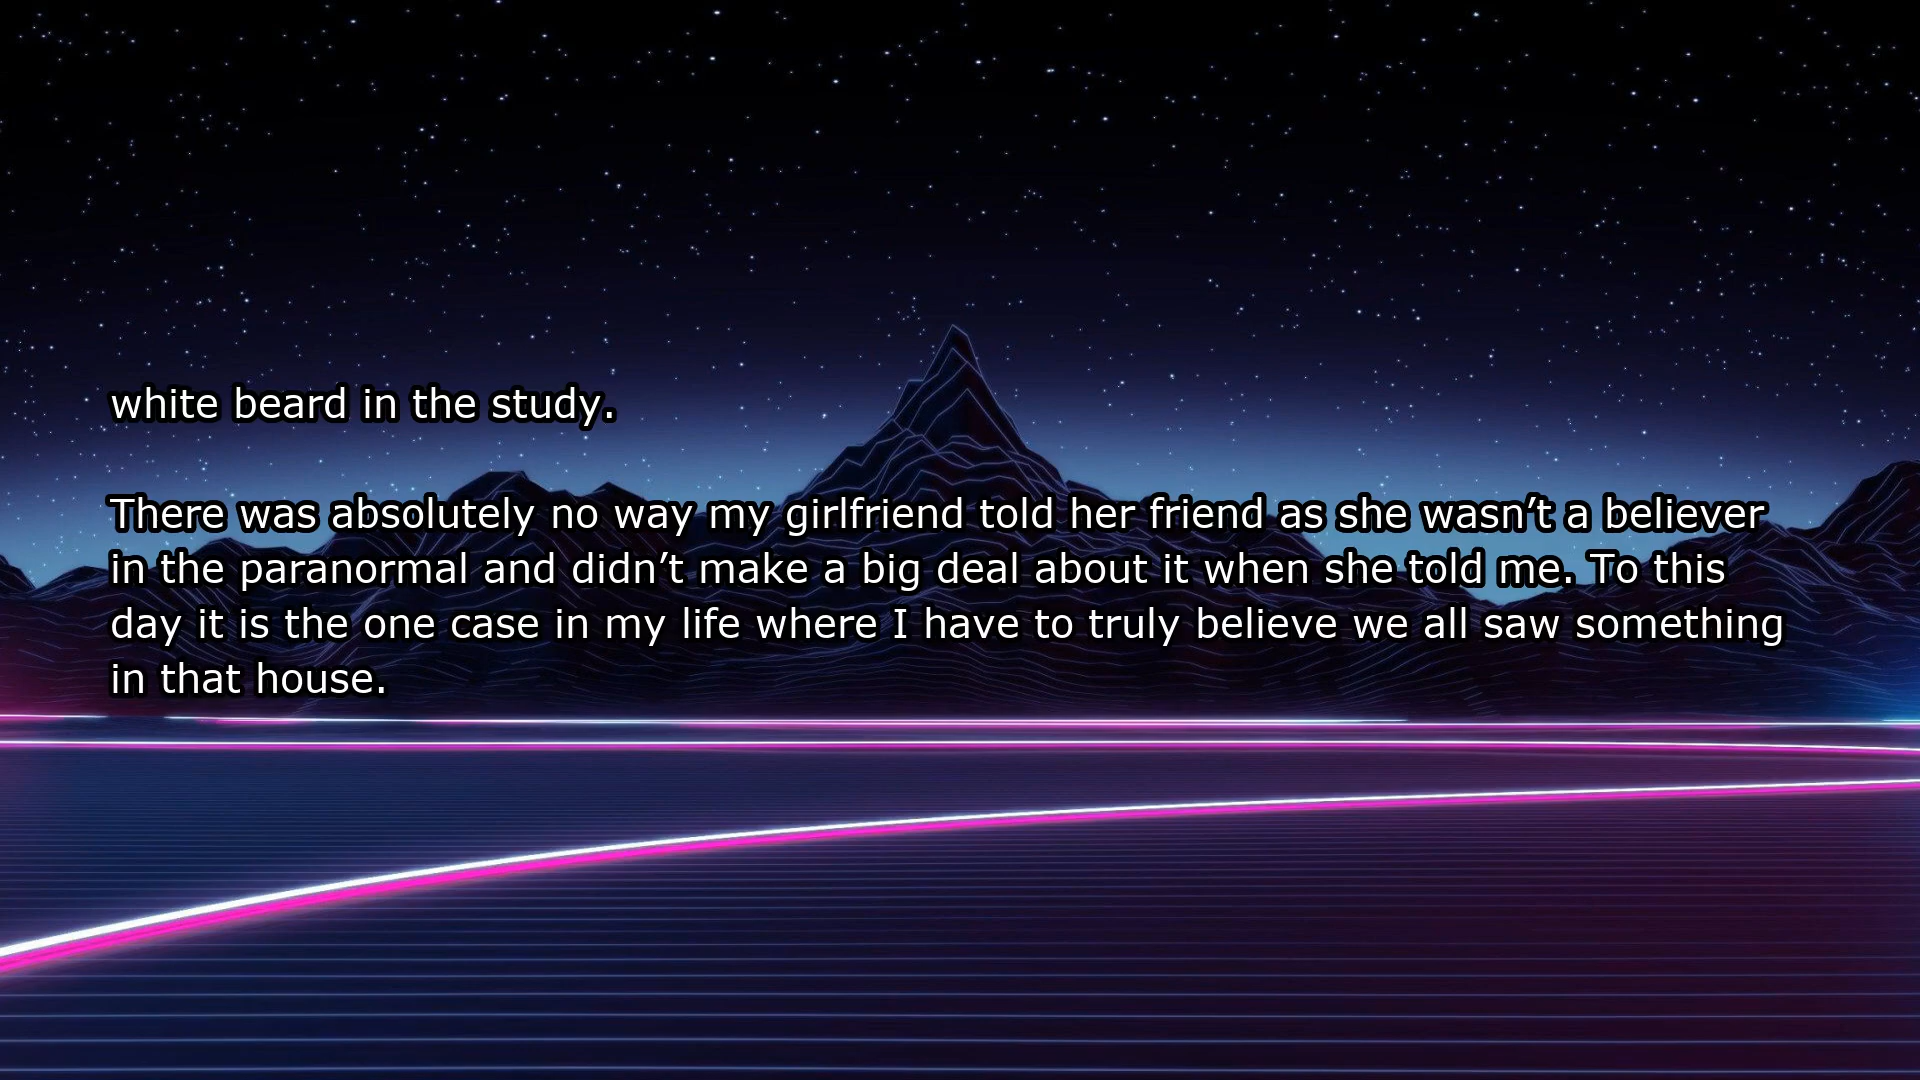 white beard in the study.
There was absolutely no way my girlfriend told her friend as she wasn’t a believer
in the paranormal and didn’t make a big deal about it when she told me. To this
day it is the one case in my life where I have to truly believe we all saw something
in that house.